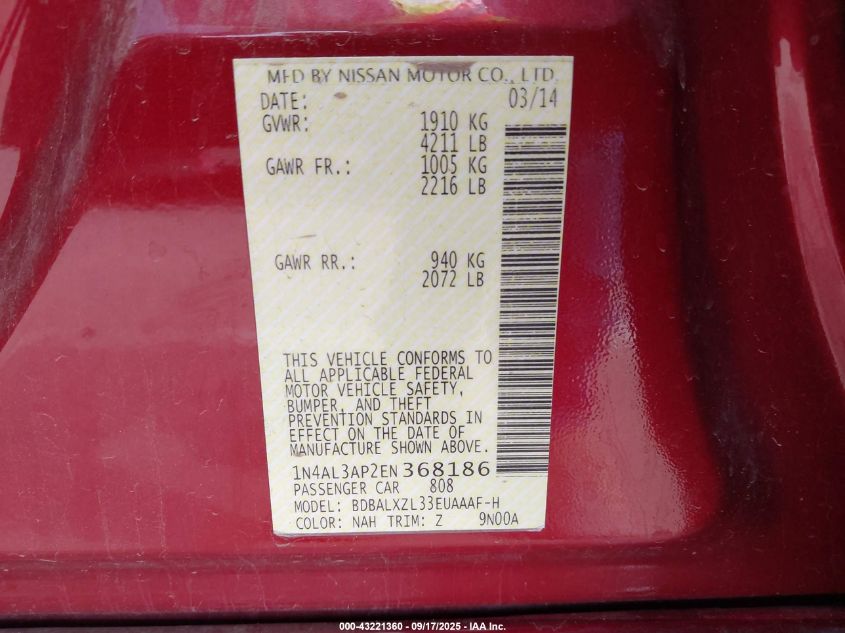 MFD BY NISSAN MOTOR CO., LTD.
DATE: 03/14
GVWR: 1910 KG
4211 LB
GAWR FR.: 1005 KG
2216 LB
GAWR RR.: 940 KG
2072 LB
THIS VEHICLE CONFORMS TO
ALL APPLICABLE FEDERAL
MOTOR VEHICLE SAFETY,
BUMPER, AND THEFT
PREVENTION STANDARDS IN
EFFECT ON THE DATE OF
MANUFACTURE SHOWN ABOVE.
1N4AL3AP2EN368186
PASSENGER CAR 808
MODEL: BDBALXZL33EUAAAF-H
COLOR: NAH TRIM: Z 9N00A
000-43221360 - 09/17/2025 - IAA Inc.